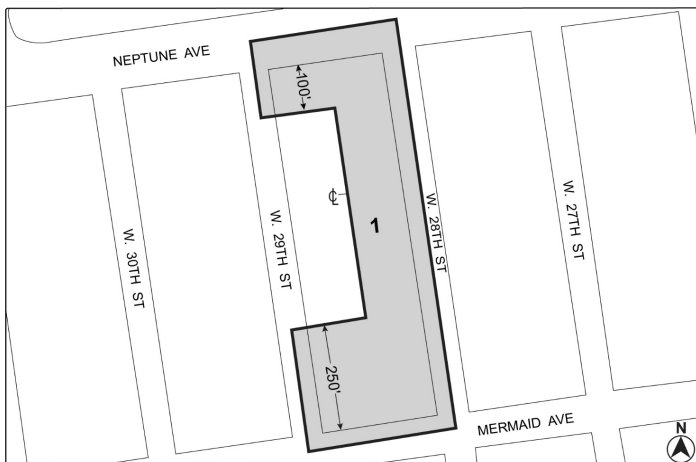 NEPTUNE AVE
100'
W. 30TH ST
W. 29TH ST
℄
1
W. 28TH ST
W. 27TH ST
250'
MERMAID AVE
N